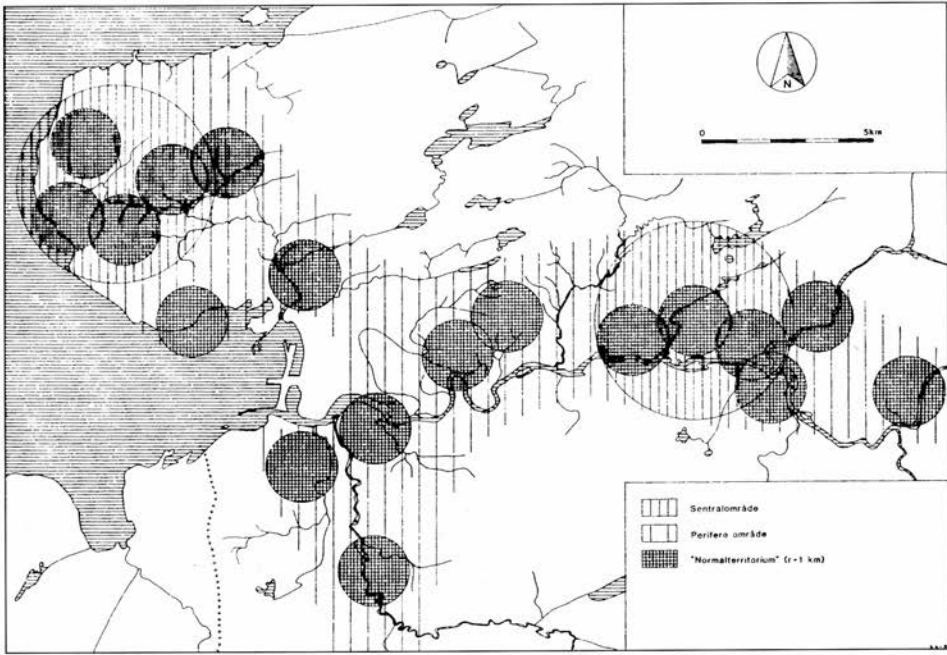 N
0 5km
Sentralområde
Perifere område
"Normalterritorium" (r-1 km)